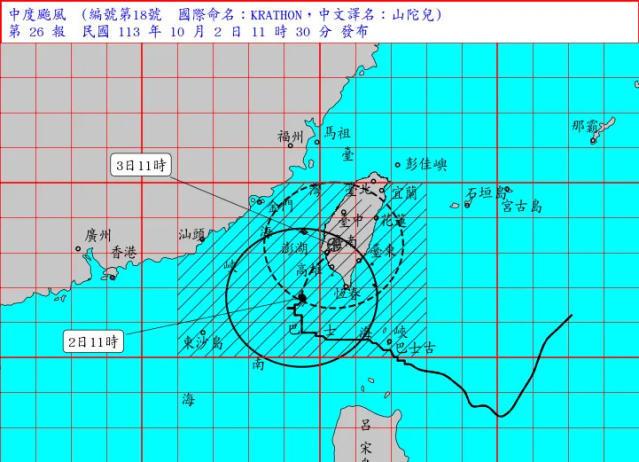 中度颱風 (編號第18號 國際命名：KRATHON，中文譯名：山陀兒)
第 26 報 民國 113 年 10 月 2 日 11 時 30 分 發布
那霸
福州
馬祖
臺
3日11時
彭佳嶼
灣
臺北
宜蘭
石垣島
宮古島
金門
臺中
花蓮
廣州
汕頭
海
香港
澎湖
臺南
臺東
峽
高雄
恆春
2日11時
巴
士
海
峽
東沙島
巴士古
南
海
呂
宋